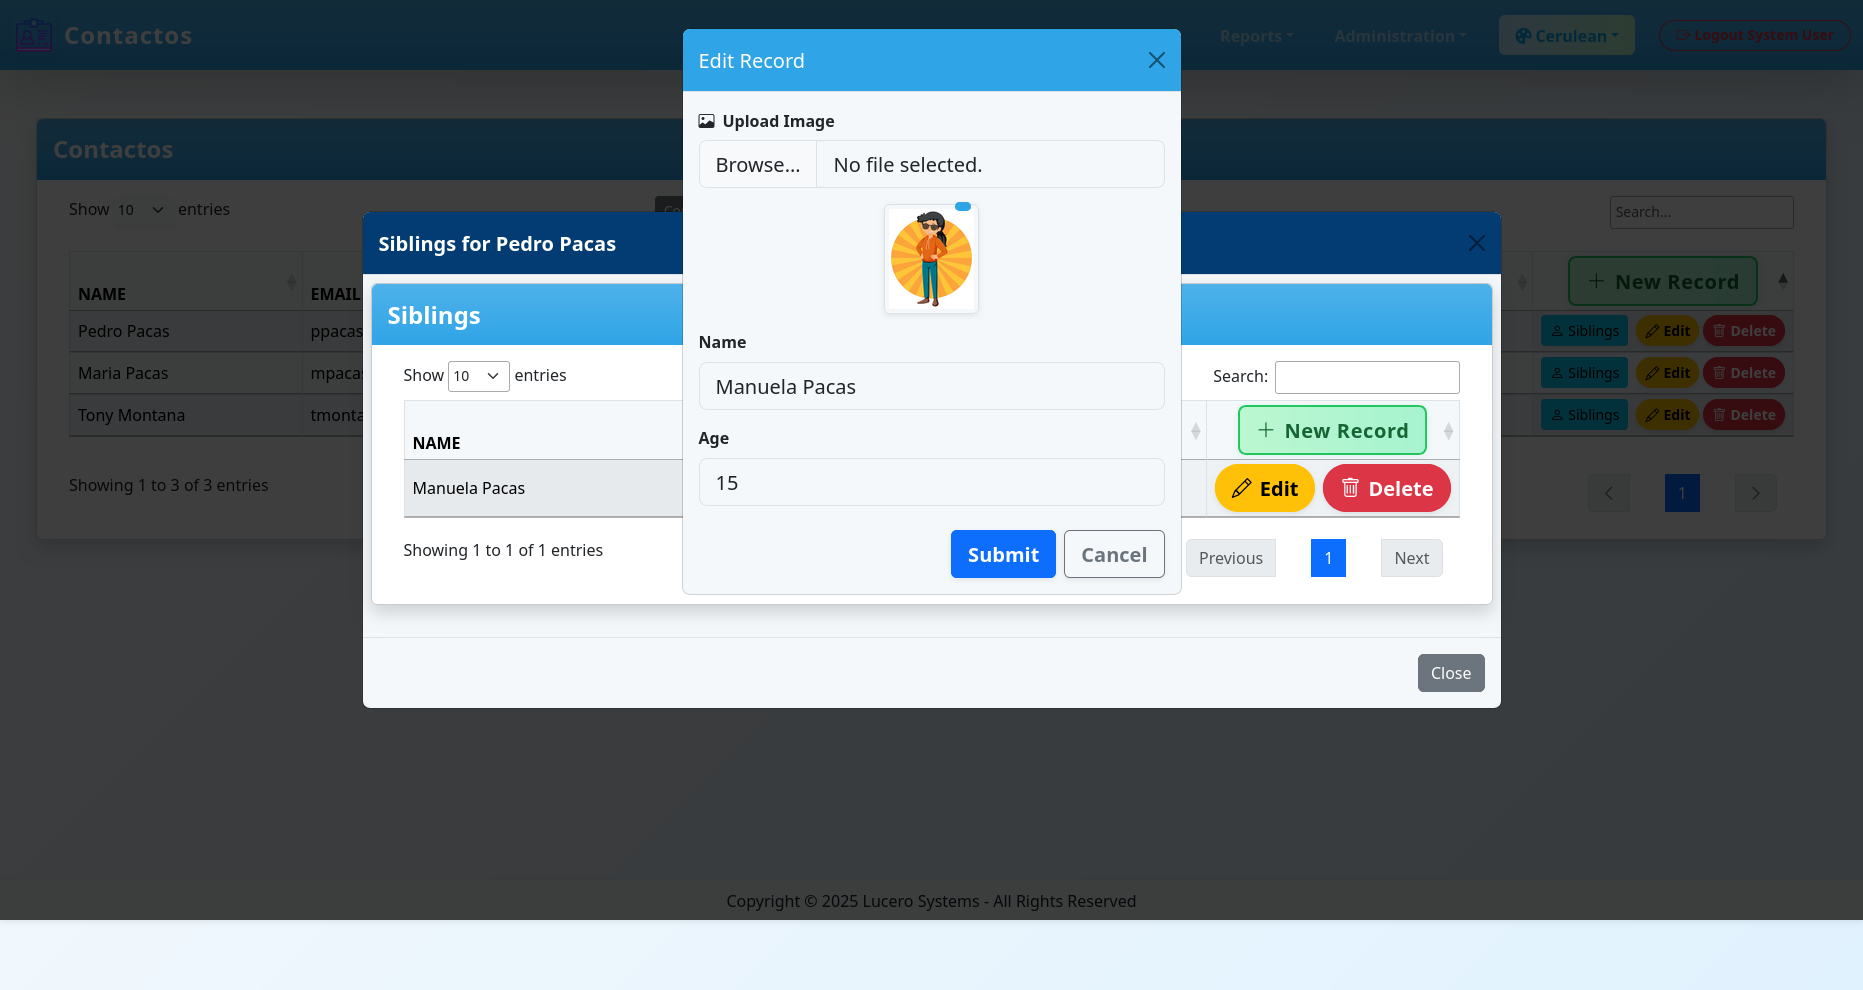 Contactos
Reports
Administration
Cerulean
Logout System User
Edit Record
Upload Image
Browse... No file selected.
Name
Manuela Pacas
Age
15
Submit Cancel
Contactos
Show 10 entries
Search...
NAME EMAIL New Record
Pedro Pacas Siblings Edit Delete
Maria Pacas Siblings Edit Delete
Tony Montana Siblings Edit Delete
Showing 1 to 3 of 3 entries
1
Siblings for Pedro Pacas
Siblings
Show 10 entries
Search:
NAME New Record
Manuela Pacas Edit Delete
Showing 1 to 1 of 1 entries
Previous 1 Next
Close
Copyright © 2025 Lucero Systems - All Rights Reserved